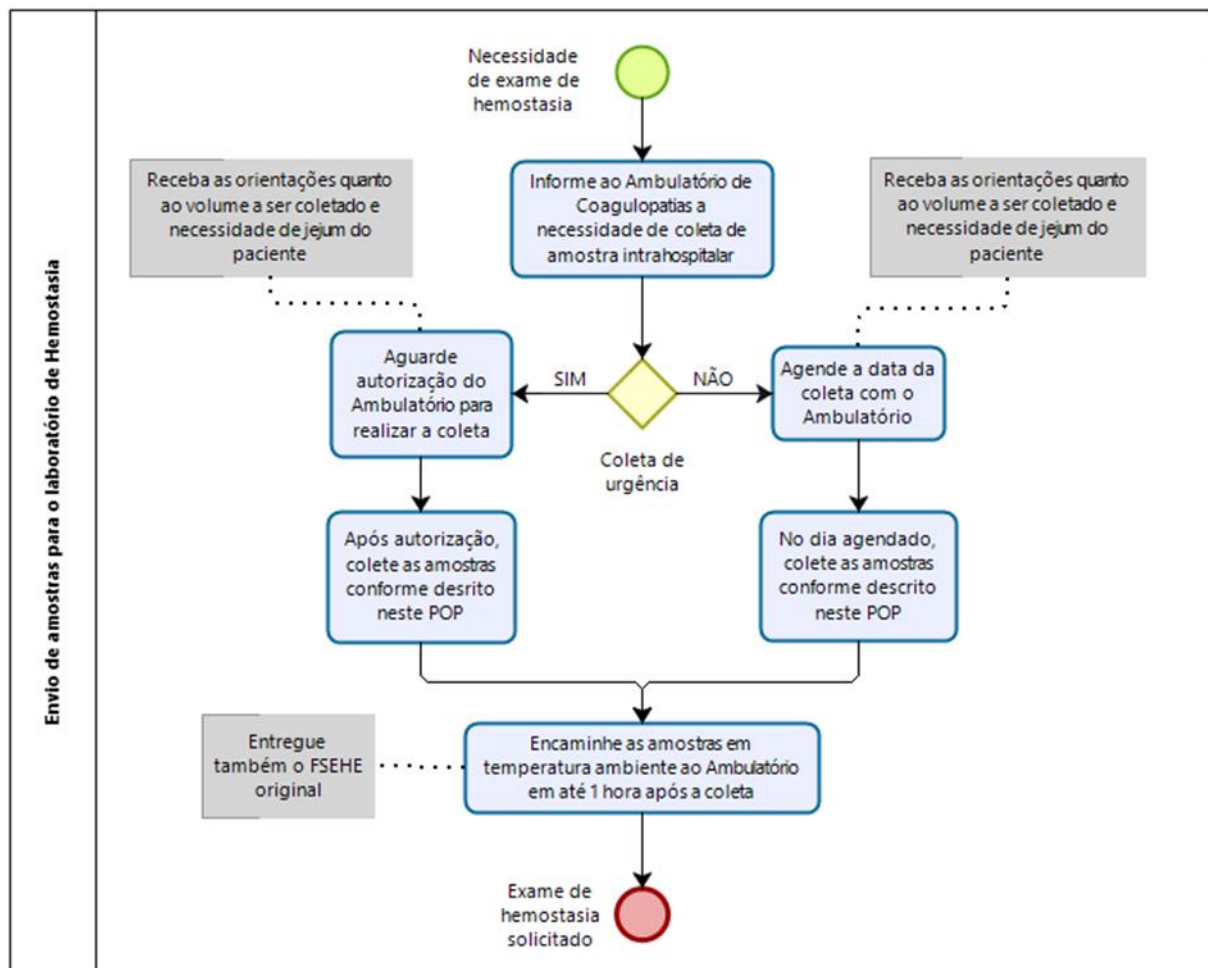 Envio de amostras para o laboratório de Hemostasia
Necessidade
de exame de
hemostasia
Informe ao Ambulatório de
Coagulopatias a
necessidade de coleta de
amostra intrahospitalar
Receba as orientações quanto
ao volume a ser coletado e
necessidade de jejum do
paciente
Receba as orientações quanto
ao volume a ser coletado e
necessidade de jejum do
paciente
Aguarde
autorização do
Ambulatório para
realizar a coleta
SIM
NÃO
Coleta de
urgência
Agende a data da
coleta com o
Ambulatório
Após autorização,
colete as amostras
conforme desrito
neste POP
No dia agendado,
colete as amostras
conforme descrito
neste POP
Entregue
também o FSEHE
original
Encaminhe as amostras em
temperatura ambiente ao Ambulatório
em até 1 hora após a coleta
Exame de
hemostasia
solicitado